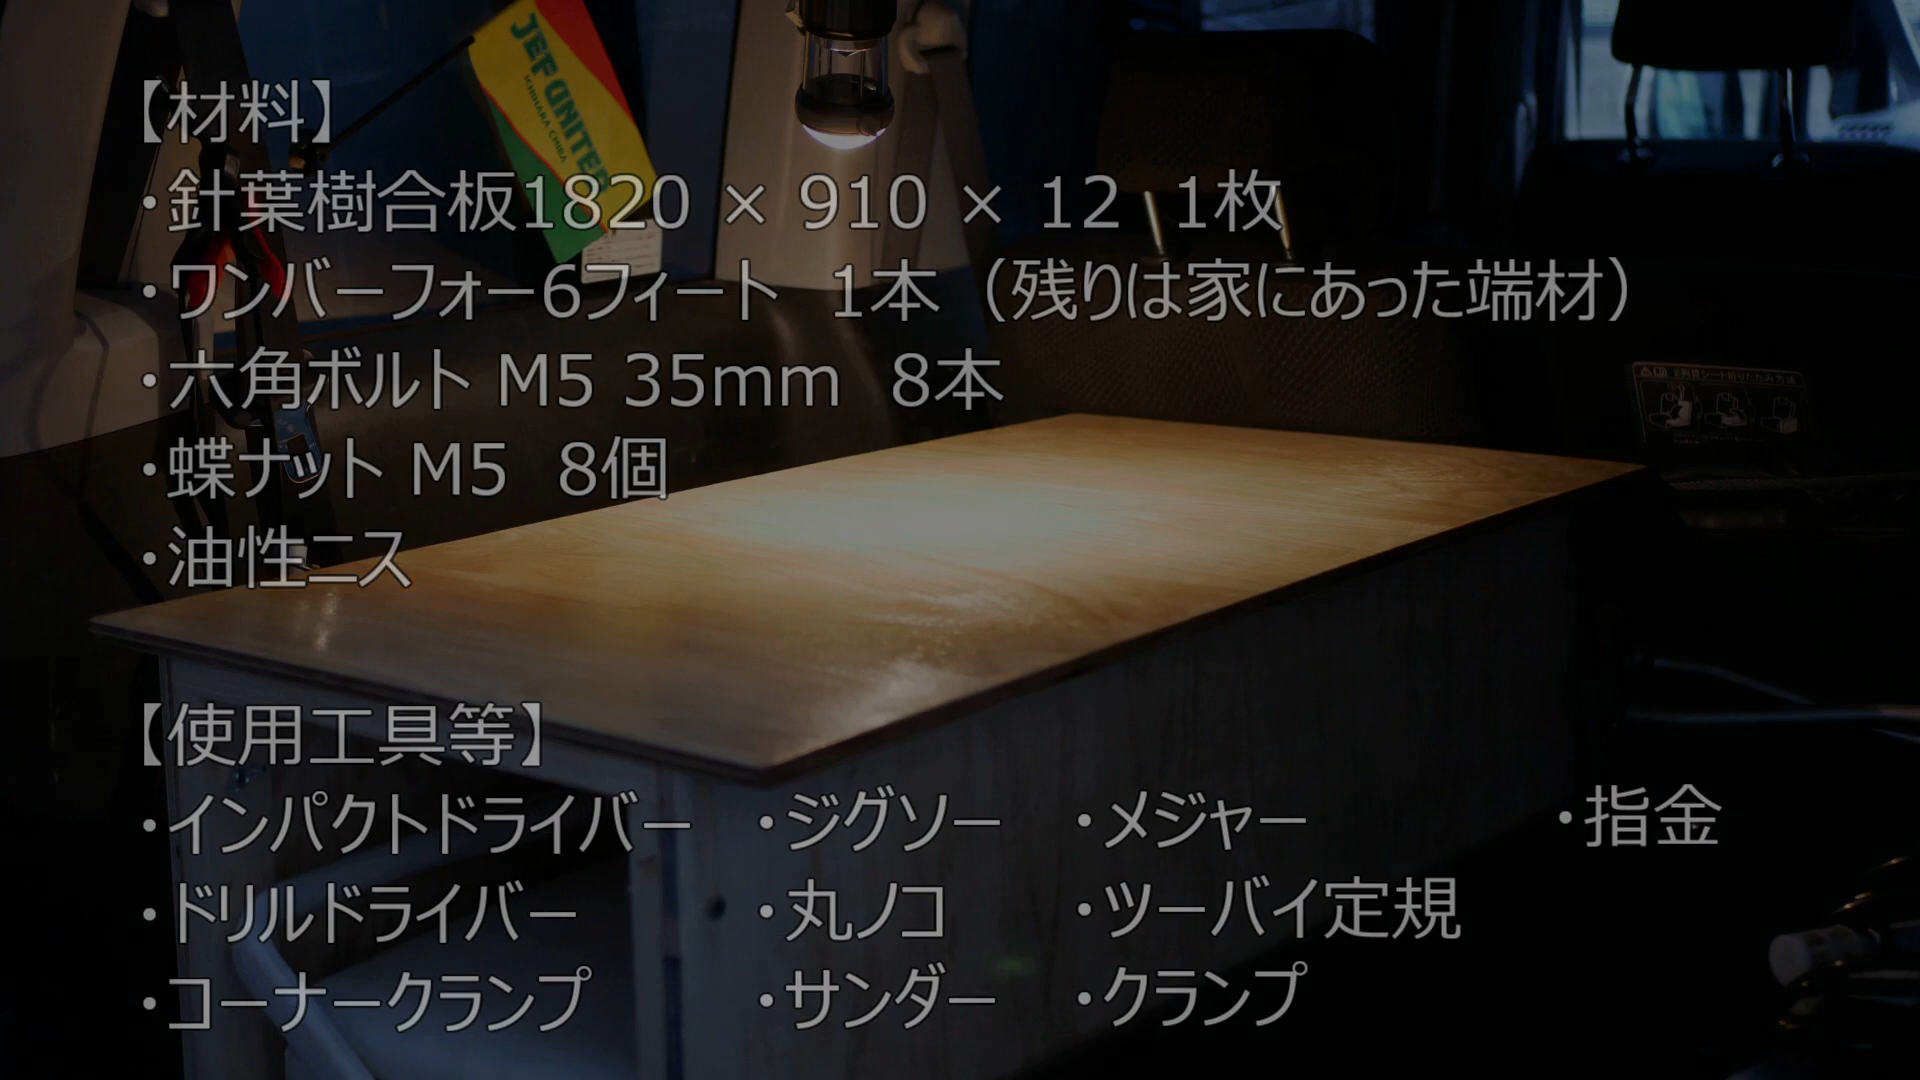 JEF UNITED
ICHIHARA CHIBA
【材料】
・針葉樹合板1820 × 910 × 12 1枚
・ワンバーフォー6フィート 1本（残りは家にあった端材）
・六角ボルト M5 35mm 8本
・蝶ナット M5 8個
・油性ニス
【使用工具等】
・インパクトドライバー ・ジグソー ・メジャー ・指金
・ドリルドライバー ・丸ノコ ・ツーバイ定規
・コーナークランプ ・サンダー ・クランプ